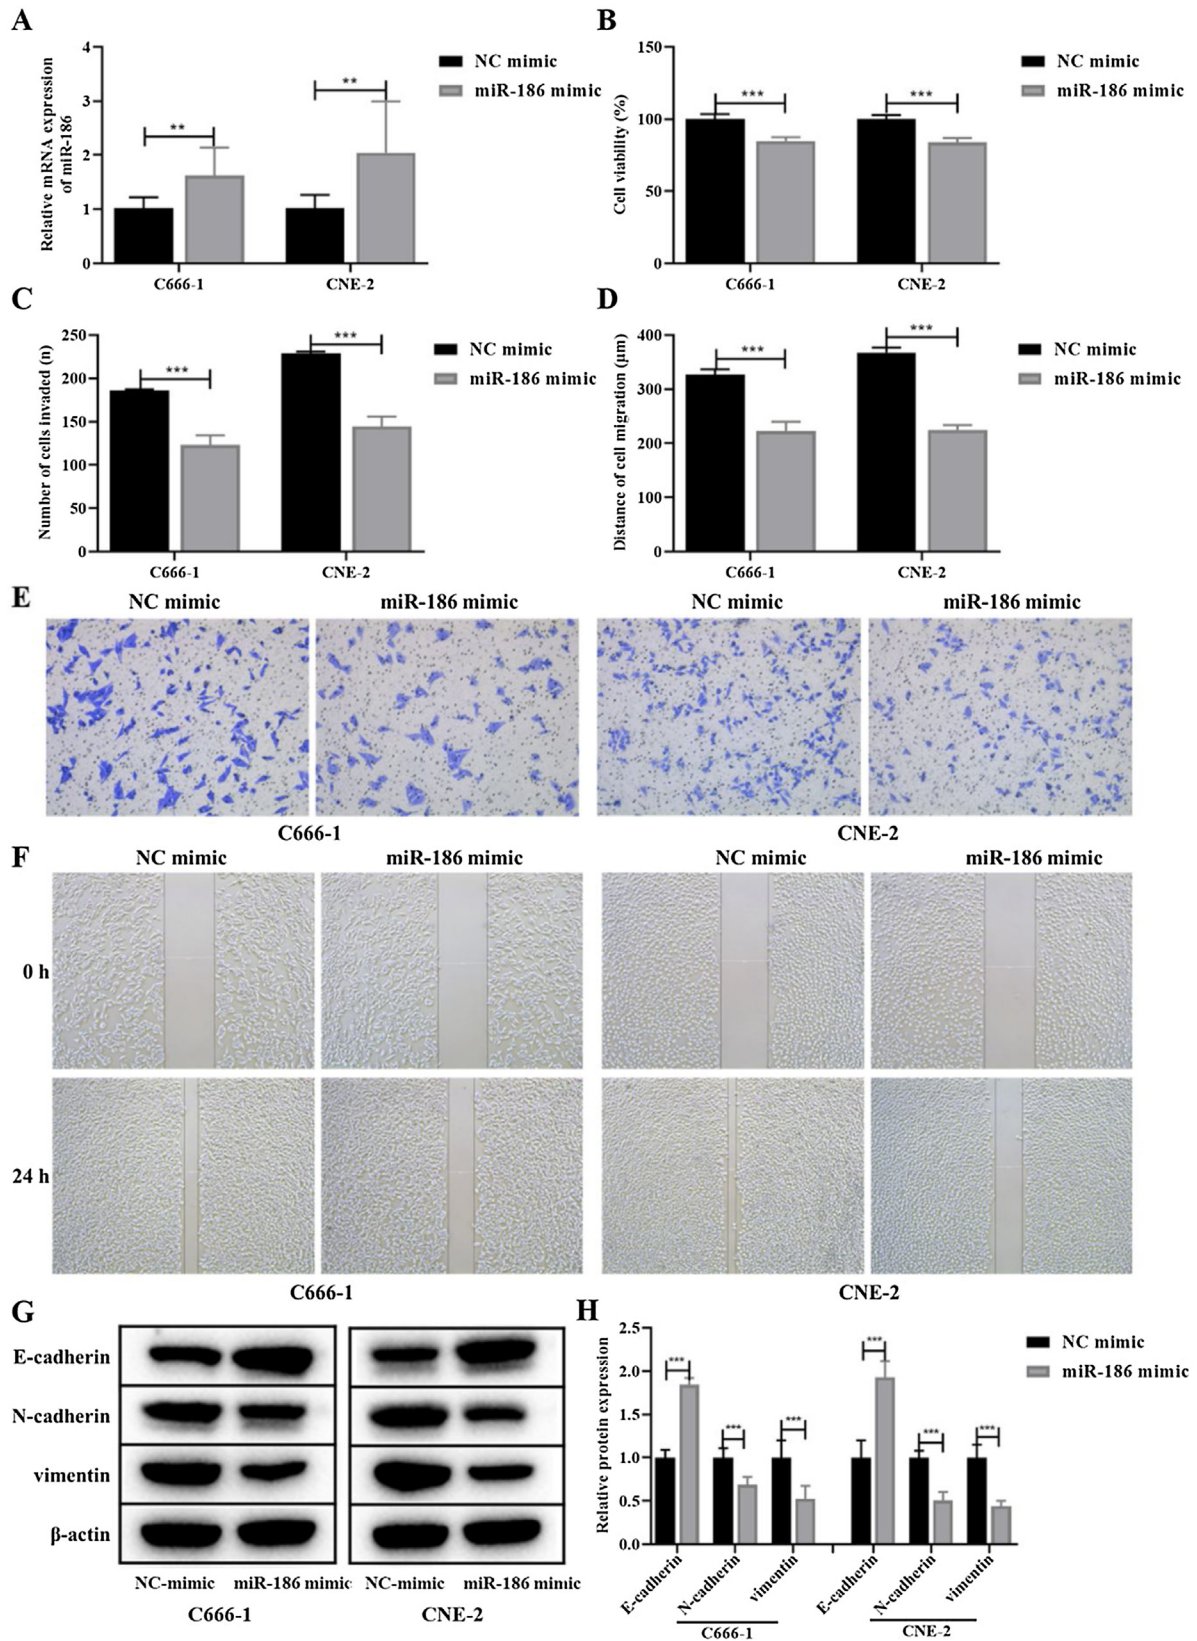 A
Relative mRNA expression
of miR-186
4
3
2
1
0
**
**
C666-1
CNE-2
NC mimic
miR-186 mimic
B
Cell viability (%)
150
100
50
0
***
***
C666-1
CNE-2
NC mimic
miR-186 mimic
C
Number of cells invaded (n)
250
200
150
100
50
0
***
***
C666-1
CNE-2
NC mimic
miR-186 mimic
D
Distance of cell migration (μm)
400
300
200
100
0
***
***
C666-1
CNE-2
NC mimic
miR-186 mimic
E
NC mimic miR-186 mimic NC mimic miR-186 mimic
C666-1 CNE-2
F
NC mimic miR-186 mimic NC mimic miR-186 mimic
0 h
24 h
C666-1 CNE-2
G
E-cadherin
N-cadherin
vimentin
β-actin
NC-mimic miR-186 mimic NC-mimic miR-186 mimic
C666-1 CNE-2
H
Relative protein expression
2.5
2.0
1.5
1.0
0.5
0.0
*** *** *** *** *** ***
E-cadherin N-cadherin vimentin E-cadherin N-cadherin vimentin
C666-1 CNE-2
NC mimic
miR-186 mimic